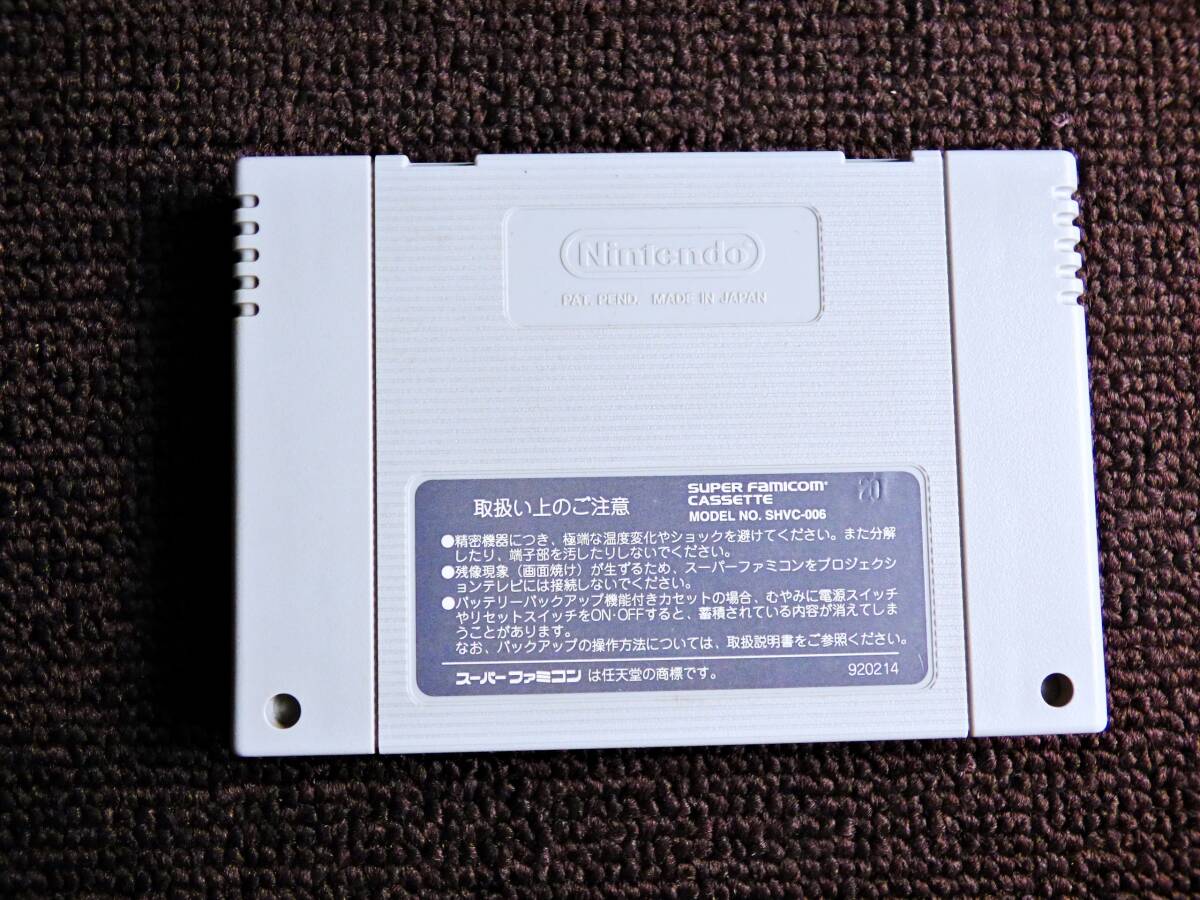 Nintendo®
PAT. PEND. MADE IN JAPAN
取扱い上のご注意
SUPER FAMICOM®
CASSETTE
MODEL NO. SHVC-006
20
●精密機器につき、極端な温度変化やショックを避けてください。また分解
したり、端子部を汚したりしないでください。
●残像現象（画面焼け）が生ずるため、スーパーファミコンをプロジェクシ
ョンテレビには接続しないでください。
●バッテリーバックアップ機能付きカセットの場合、むやみに電源スイッチ
やリセットスイッチをON･OFFすると、蓄積されている内容が消えてしま
うことがあります。
なお、バックアップの操作方法については、取扱説明書をご参照ください。
スーパーファミコン は任天堂の商標です。
920214